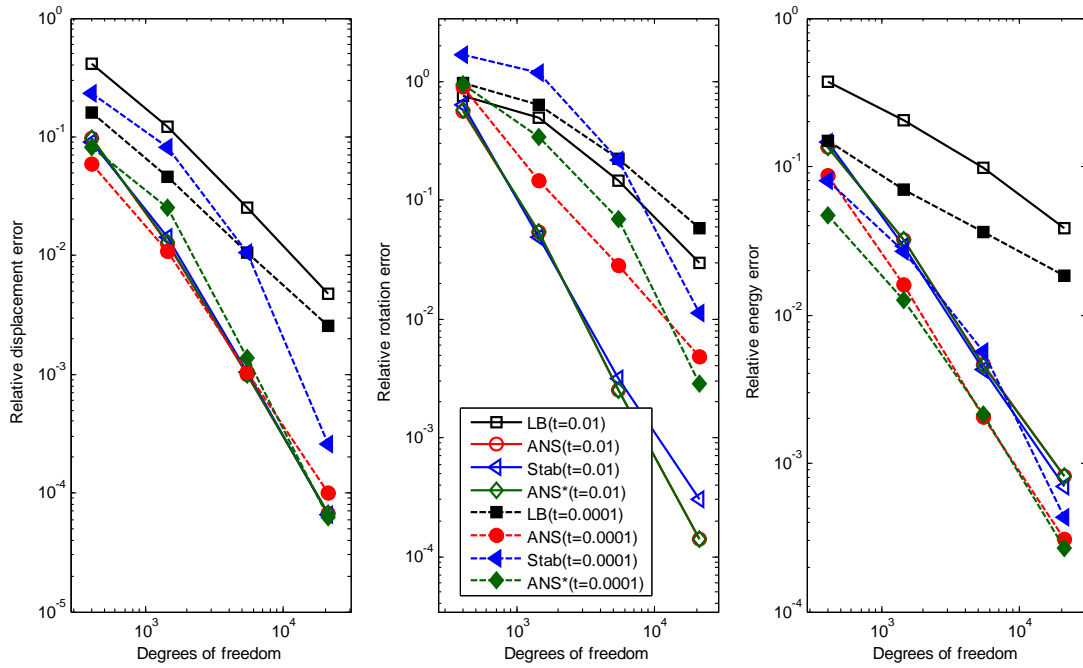 Relative displacement error
10^0
10^-1
10^-2
10^-3
10^-4
10^-5
10^3
10^4
Degrees of freedom
Relative rotation error
10^0
10^-1
10^-2
10^-3
10^-4
10^3
10^4
Degrees of freedom
LB(t=0.01)
ANS(t=0.01)
Stab(t=0.01)
ANS*(t=0.01)
LB(t=0.0001)
ANS(t=0.0001)
Stab(t=0.0001)
ANS*(t=0.0001)
Relative energy error
10^0
10^-1
10^-2
10^-3
10^-4
10^3
10^4
Degrees of freedom